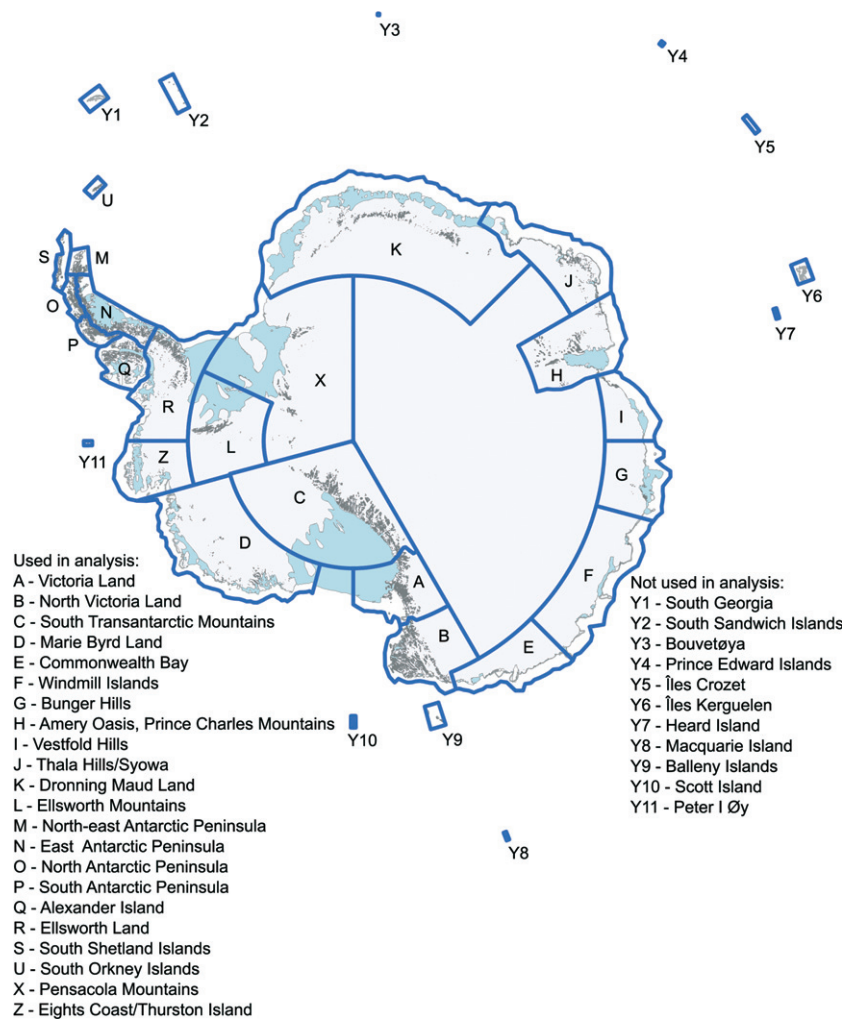 Y3
Y4
Y1
Y2
Y5
U
S
M
K
J
Y6
O
N
Y7
P
H
Q
X
R
I
Y11
L
Z
G
C
D
A
F
B
E
Y10
Y9
Y8
Used in analysis:
A - Victoria Land
B - North Victoria Land
C - South Transantarctic Mountains
D - Marie Byrd Land
E - Commonwealth Bay
F - Windmill Islands
G - Bunger Hills
H - Amery Oasis, Prince Charles Mountains
I - Vestfold Hills
J - Thala Hills/Syowa
K - Dronning Maud Land
L - Ellsworth Mountains
M - North-east Antarctic Peninsula
N - East Antarctic Peninsula
O - North Antarctic Peninsula
P - South Antarctic Peninsula
Q - Alexander Island
R - Ellsworth Land
S - South Shetland Islands
U - South Orkney Islands
X - Pensacola Mountains
Z - Eights Coast/Thurston Island
Not used in analysis:
Y1 - South Georgia
Y2 - South Sandwich Islands
Y3 - Bouvetøya
Y4 - Prince Edward Islands
Y5 - Îles Crozet
Y6 - Îles Kerguelen
Y7 - Heard Island
Y8 - Macquarie Island
Y9 - Balleny Islands
Y10 - Scott Island
Y11 - Peter I Øy